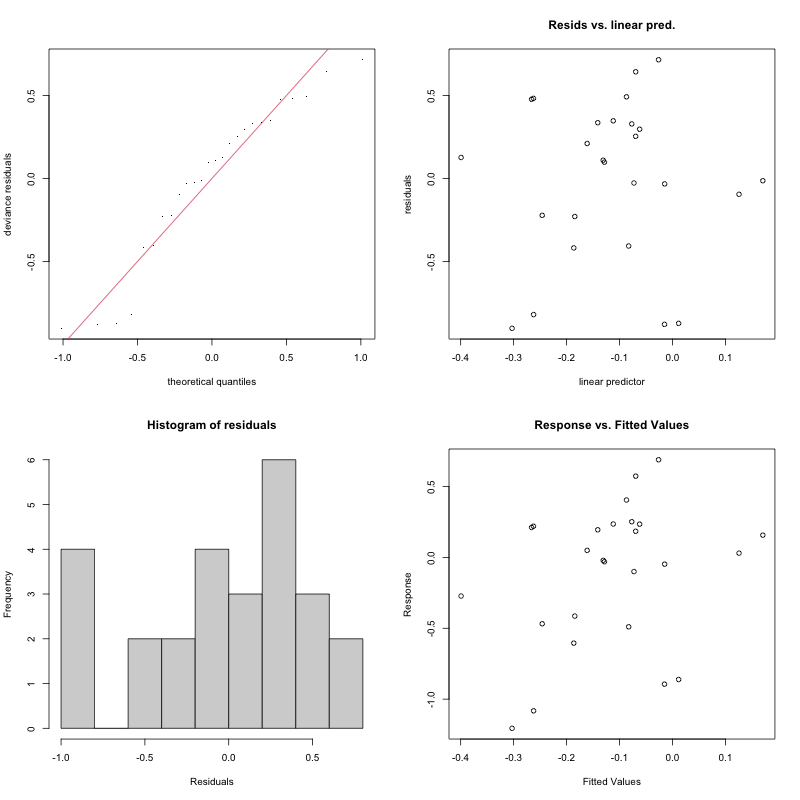 deviance residuals
-0.5 0.0 0.5
-1.0 -0.5 0.0 0.5 1.0
theoretical quantiles
Resids vs. linear pred.
residuals
-0.5 0.0 0.5
-0.4 -0.3 -0.2 -0.1 0.0 0.1
linear predictor
Histogram of residuals
Frequency
0 1 2 3 4 5 6
-1.0 -0.5 0.0 0.5
Residuals
Response vs. Fitted Values
Response
-1.0 -0.5 0.0 0.5
-0.4 -0.3 -0.2 -0.1 0.0 0.1
Fitted Values